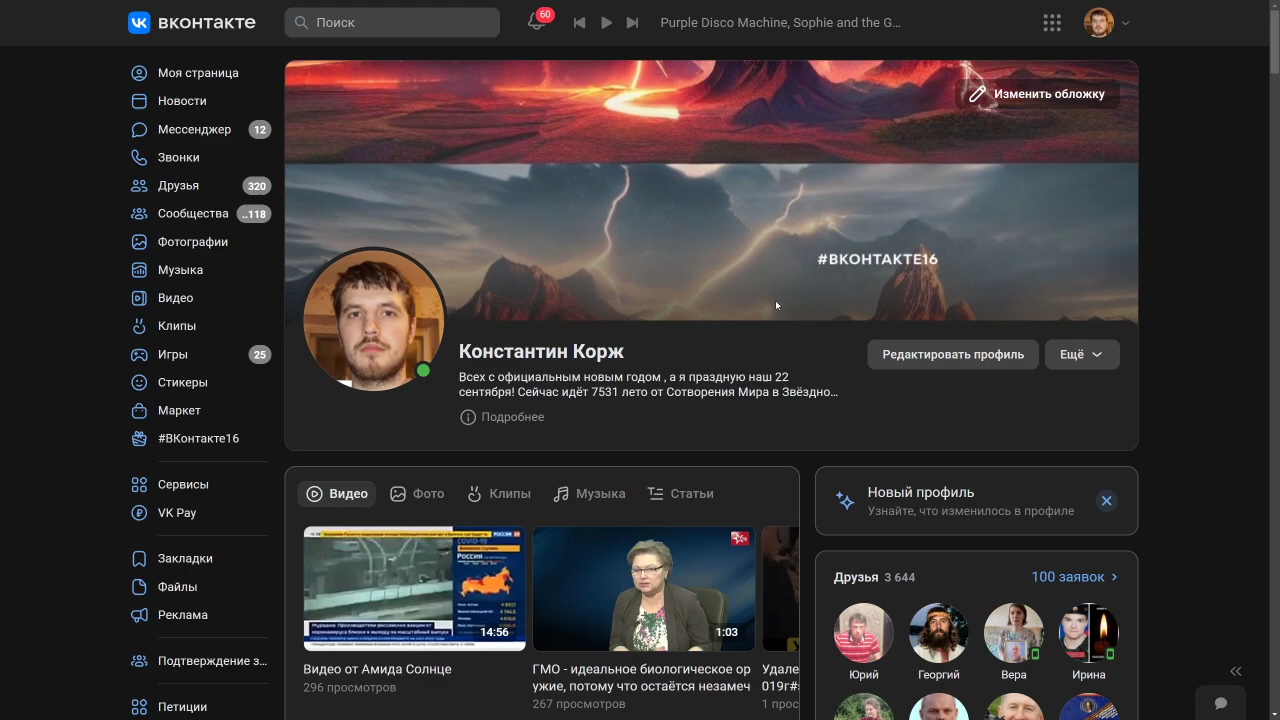 ВКОНТАКТЕ
Поиск
60
Purple Disco Machine, Sophie and the G...
Моя страница
Новости
Мессенджер 12
Звонки
Друзья 320
Сообщества ..118
Фотографии
Музыка
Видео
Клипы
Игры 25
Стикеры
Маркет
#ВКонтакте16
Сервисы
VK Pay
Закладки
Файлы
Реклама
Подтверждение з...
Петиции
Изменить обложку
#ВКОНТАКТЕ16
Константин Корж
Всех с официальным новым годом , а я праздную наш 22
сентября! Сейчас идёт 7531 лето от Сотворения Мира в Звёздно...
Подробнее
Редактировать профиль
Ещё
Видео
Фото
Клипы
Музыка
Статьи
РОССИЯ
COVID-19
РОССИЯ
14:56
Видео от Амида Солнце
296 просмотров
1:03
ГМО - идеальное биологическое ор
ужие, потому что остаётся незамеч
267 просмотров
Удале
019г#
1 прос
Новый профиль
Узнайте, что изменилось в профиле
Друзья 3 644
100 заявок
Юрий
Георгий
Вера
Ирина